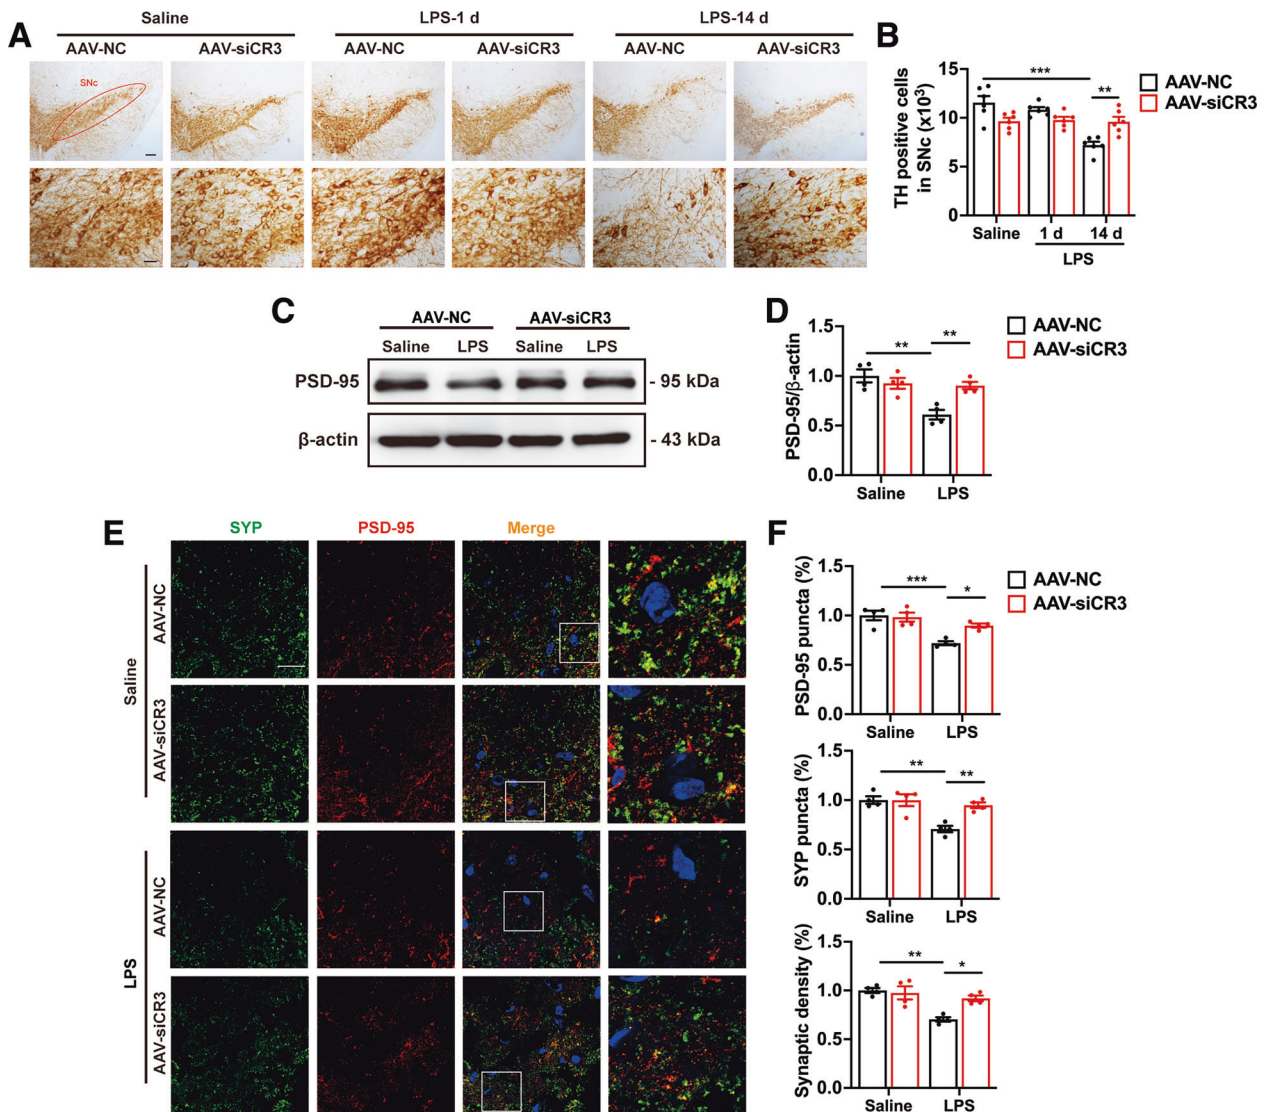 A
Saline
LPS-1 d
LPS-14 d
AAV-NC
AAV-siCR3
AAV-NC
AAV-siCR3
AAV-NC
AAV-siCR3
SNc
B
TH positive cells
in SNc (x10³)
15
10
5
0
***
**
AAV-NC
AAV-siCR3
Saline
1 d
14 d
LPS
C
AAV-NC
AAV-siCR3
Saline
LPS
Saline
LPS
PSD-95
- 95 kDa
β-actin
- 43 kDa
D
PSD-95/β-actin
1.5
1.0
0.5
0.0
**
**
AAV-NC
AAV-siCR3
Saline
LPS
E
SYP
PSD-95
Merge
Saline
AAV-NC
AAV-siCR3
LPS
AAV-NC
AAV-siCR3
F
PSD-95 puncta (%)
1.5
1.0
0.5
0.0
***
*
AAV-NC
AAV-siCR3
Saline
LPS
SYP puncta (%)
1.5
1.0
0.5
0.0
**
**
Saline
LPS
Synaptic density (%)
1.5
1.0
0.5
0.0
**
*
Saline
LPS